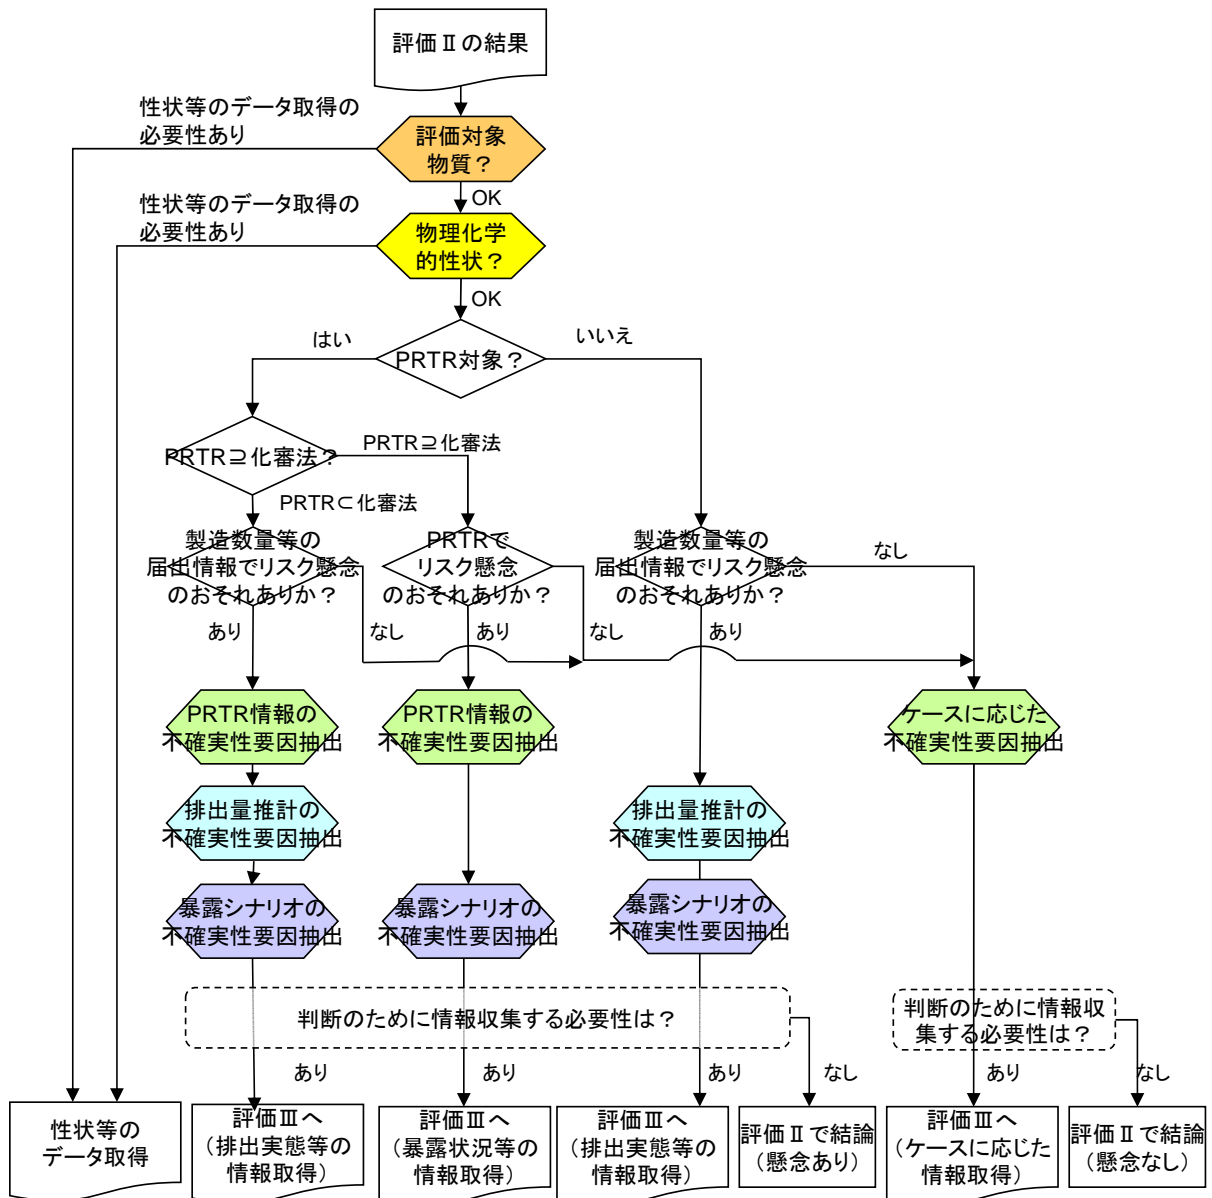 評価Ⅱの結果
性状等のデータ取得の
必要性あり
評価対象
物質？
OK
性状等のデータ取得の
必要性あり
物理化学
的性状？
OK
はい
いいえ
PRTR対象？
PRTR⊇化審法？
PRTR⊇化審法
PRTR⊂化審法
製造数量等の
届出情報でリスク懸念
のおそれありか？
PRTRで
リスク懸念
のおそれありか？
製造数量等の
届出情報でリスク懸念
のおそれありか？
なし
あり
なし
あり
なし
あり
PRTR情報の
不確実性要因抽出
PRTR情報の
不確実性要因抽出
ケースに応じた
不確実性要因抽出
排出量推計の
不確実性要因抽出
排出量推計の
不確実性要因抽出
暴露シナリオの
不確実性要因抽出
暴露シナリオの
不確実性要因抽出
暴露シナリオの
不確実性要因抽出
判断のために情報収集する必要性は？
判断のために情報収
集する必要性は？
あり
あり
あり
なし
あり
なし
性状等の
データ取得
評価Ⅲへ
（排出実態等の
情報取得）
評価Ⅲへ
（暴露状況等の
情報取得）
評価Ⅲへ
（排出実態等の
情報取得）
評価Ⅱで結論
（懸念あり）
評価Ⅲへ
（ケースに応じた
情報取得）
評価Ⅱで結論
（懸念なし）